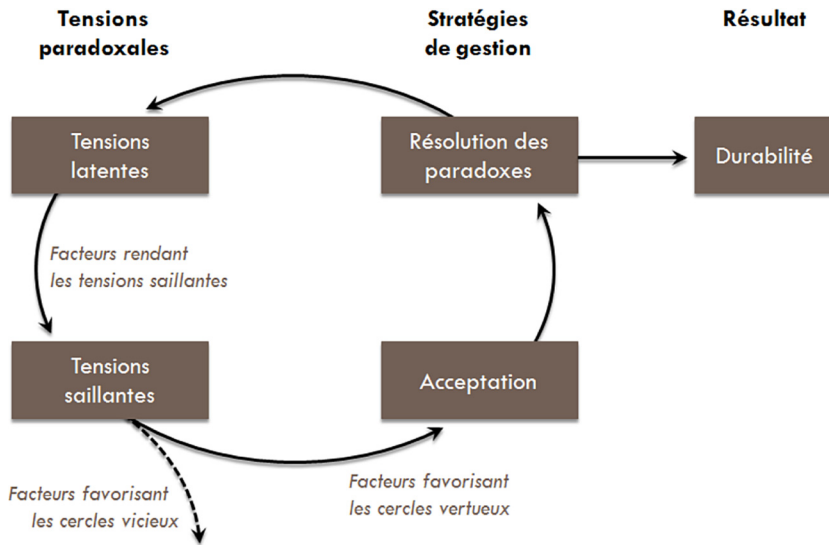 Tensions
paradoxales
Stratégies
de gestion
Résultat
Tensions
latentes
Résolution des
paradoxes
Durabilité
Facteurs rendant
les tensions saillantes
Tensions
saillantes
Acceptation
Facteurs favorisant
les cercles vicieux
Facteurs favorisant
les cercles vertueux